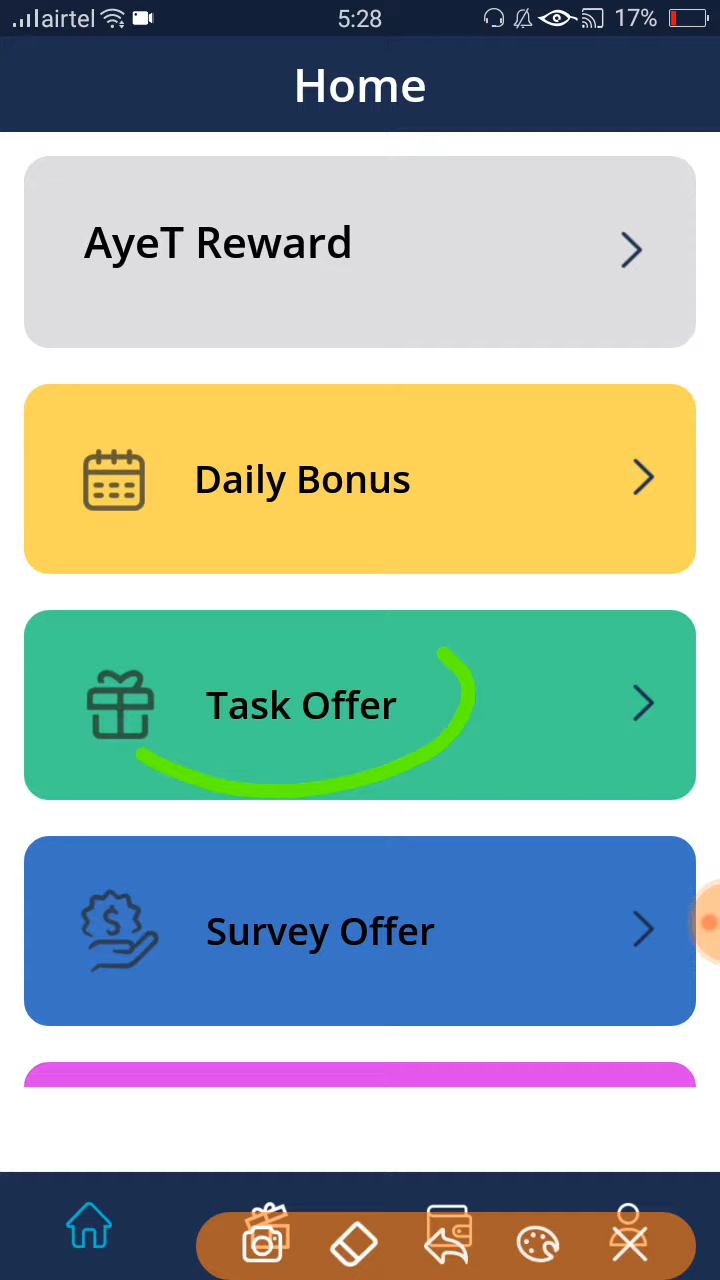 airtel 5:28 17%
Home
AyeT Reward
Daily Bonus
Task Offer
Survey Offer